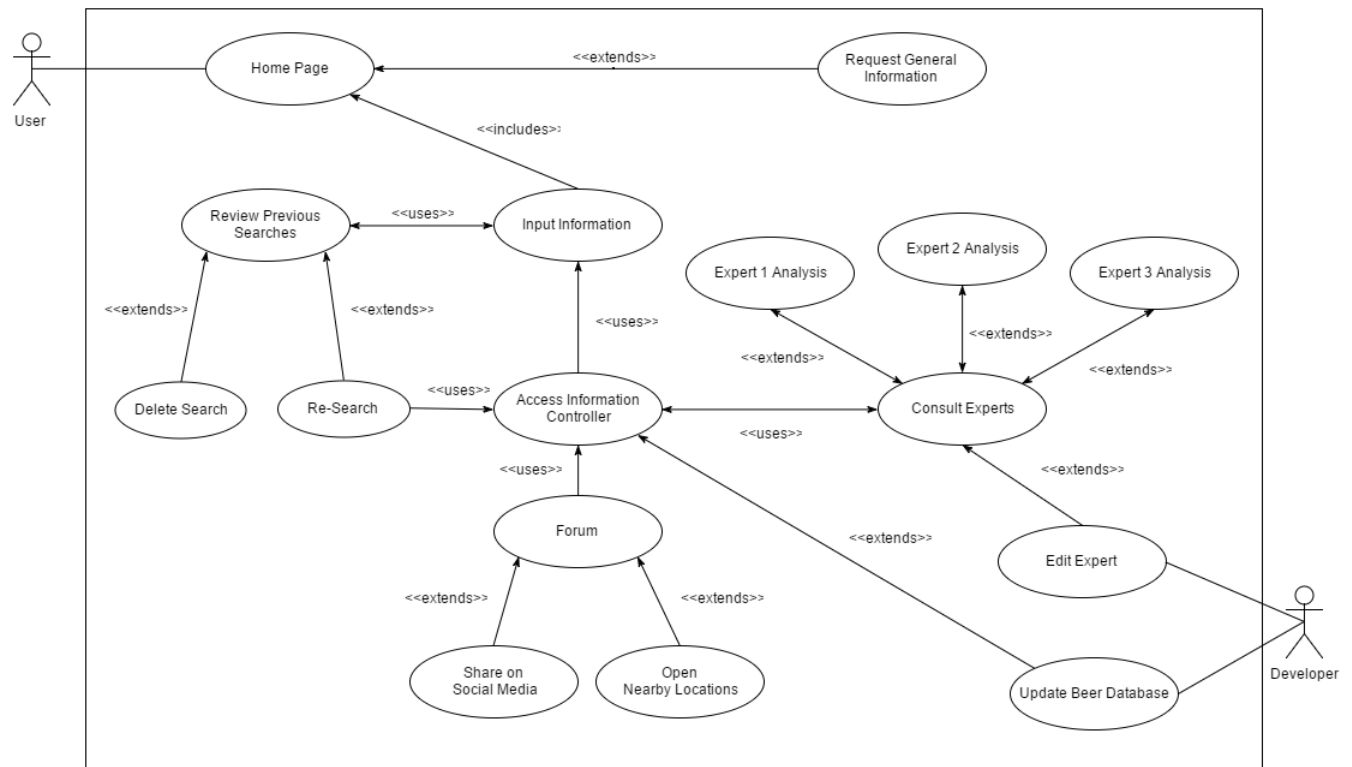 <<extends>>
Home Page
Request General
Information
User
<<includes>>
Review Previous
Searches
<<uses>>
Input Information
Expert 1 Analysis
Expert 2 Analysis
Expert 3 Analysis
<<extends>>
<<extends>>
<<uses>>
<<extends>>
<<extends>>
<<extends>>
Delete Search
Re-Search
<<uses>>
Access Information
Controller
Consult Experts
<<uses>>
<<uses>>
<<extends>>
Forum
<<extends>>
Edit Expert
<<extends>>
<<extends>>
Share on
Social Media
Open
Nearby Locations
Update Beer Database
Developer